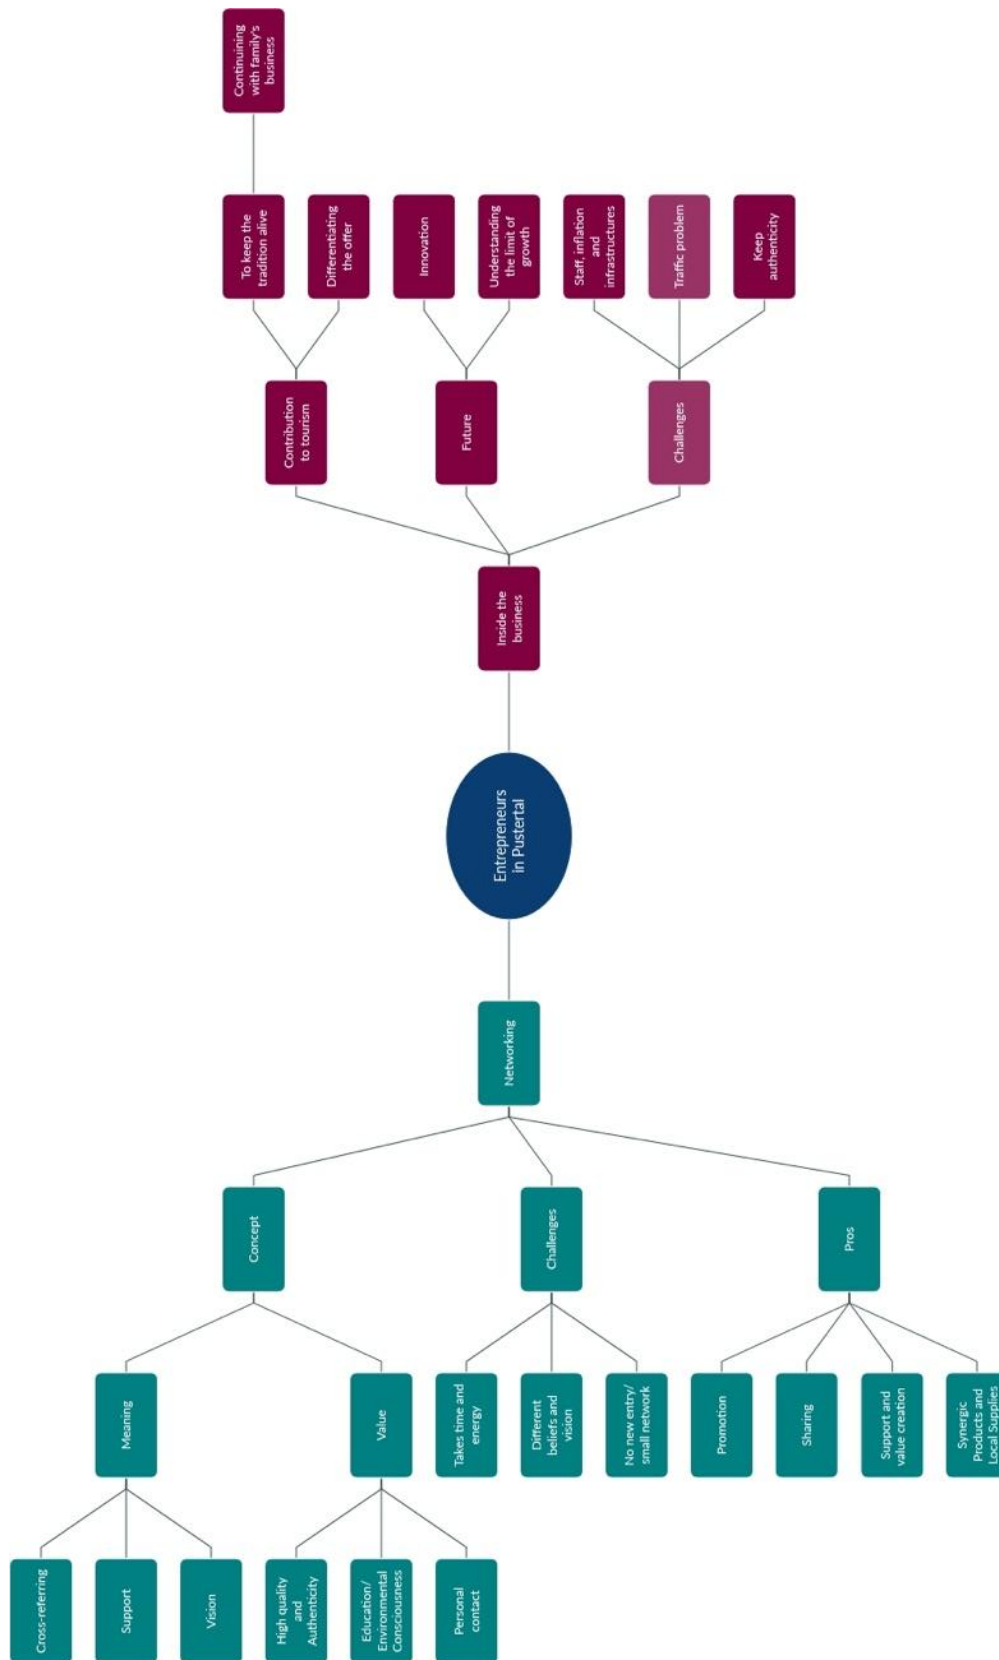 Cross-referring
Support
Vision
High quality
and
Authenticity
Education/
Environmental
Consciousness
Personal
contact
Meaning
Value
Takes time and
energy
Different
beliefs and
vision
No new entry/
small network
Promotion
Sharing
Support and
value creation
Synergic
Products and
Local Supplies
Concept
Challenges
Pros
Networking
Entrepreneurs
in Pustertal
Inside the
business
Contribution
to tourism
Future
Challenges
To keep the
tradition alive
Differentiating
the offer
Innovation
Understanding
the limit of
growth
Staff, inflation
and
infrastructures
Traffic problem
Keep
authenticity
Continuining
with family's
business